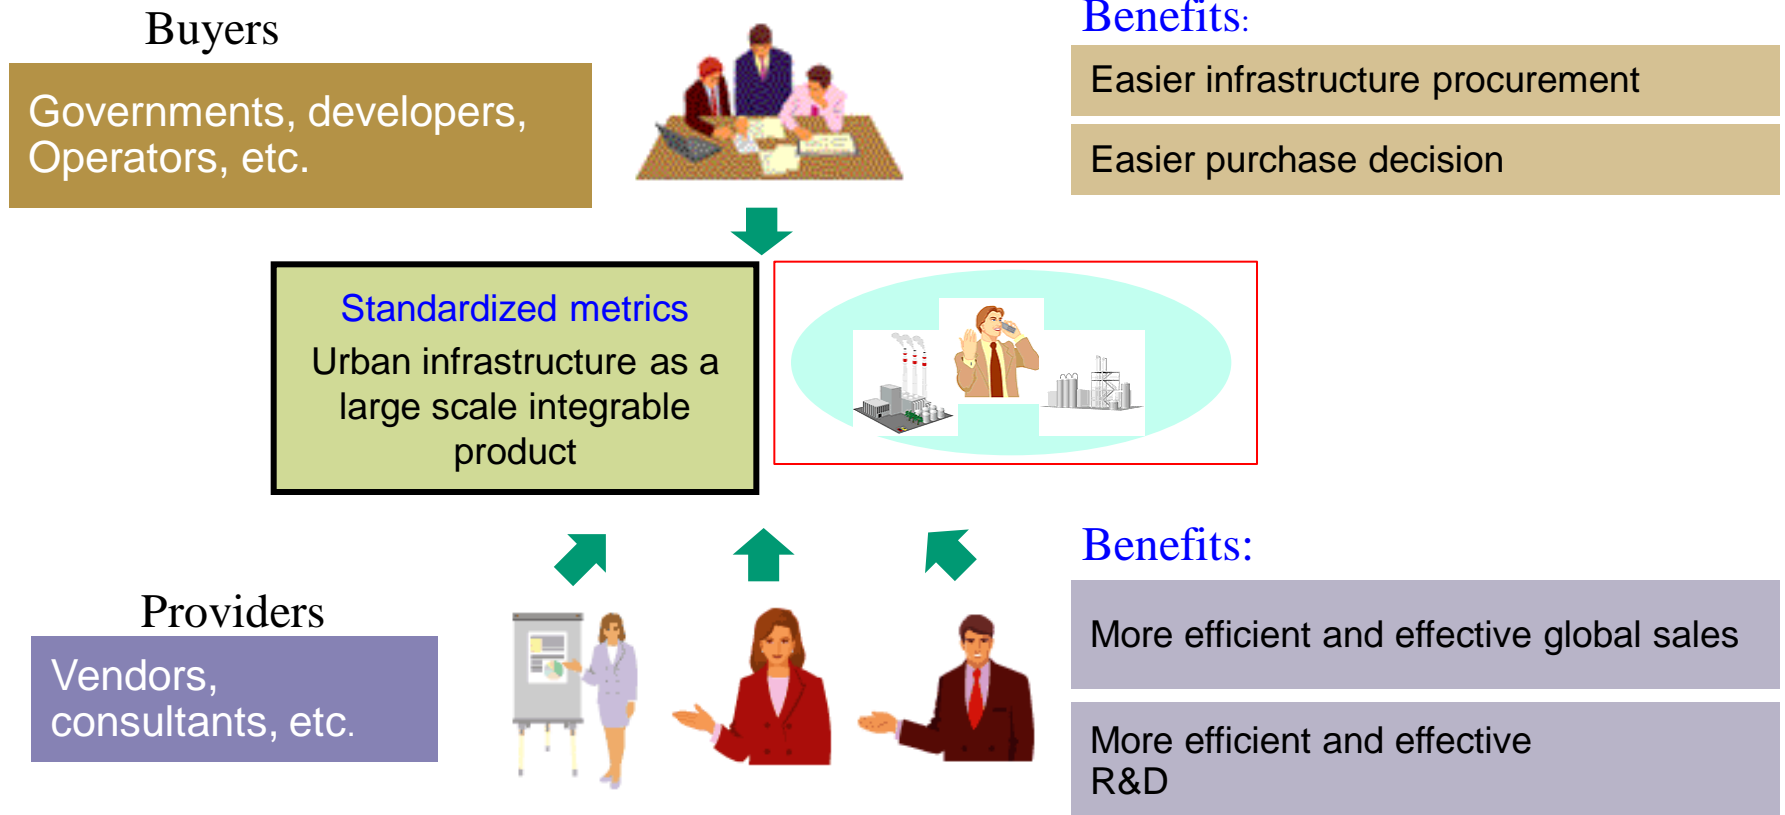 Buyers
Governments, developers,
Operators, etc.
Benefits:
Easier infrastructure procurement
Easier purchase decision
Standardized metrics
Urban infrastructure as a
large scale integrable
product
Providers
Vendors,
consultants, etc.
Benefits:
More efficient and effective global sales
More efficient and effective
R&D